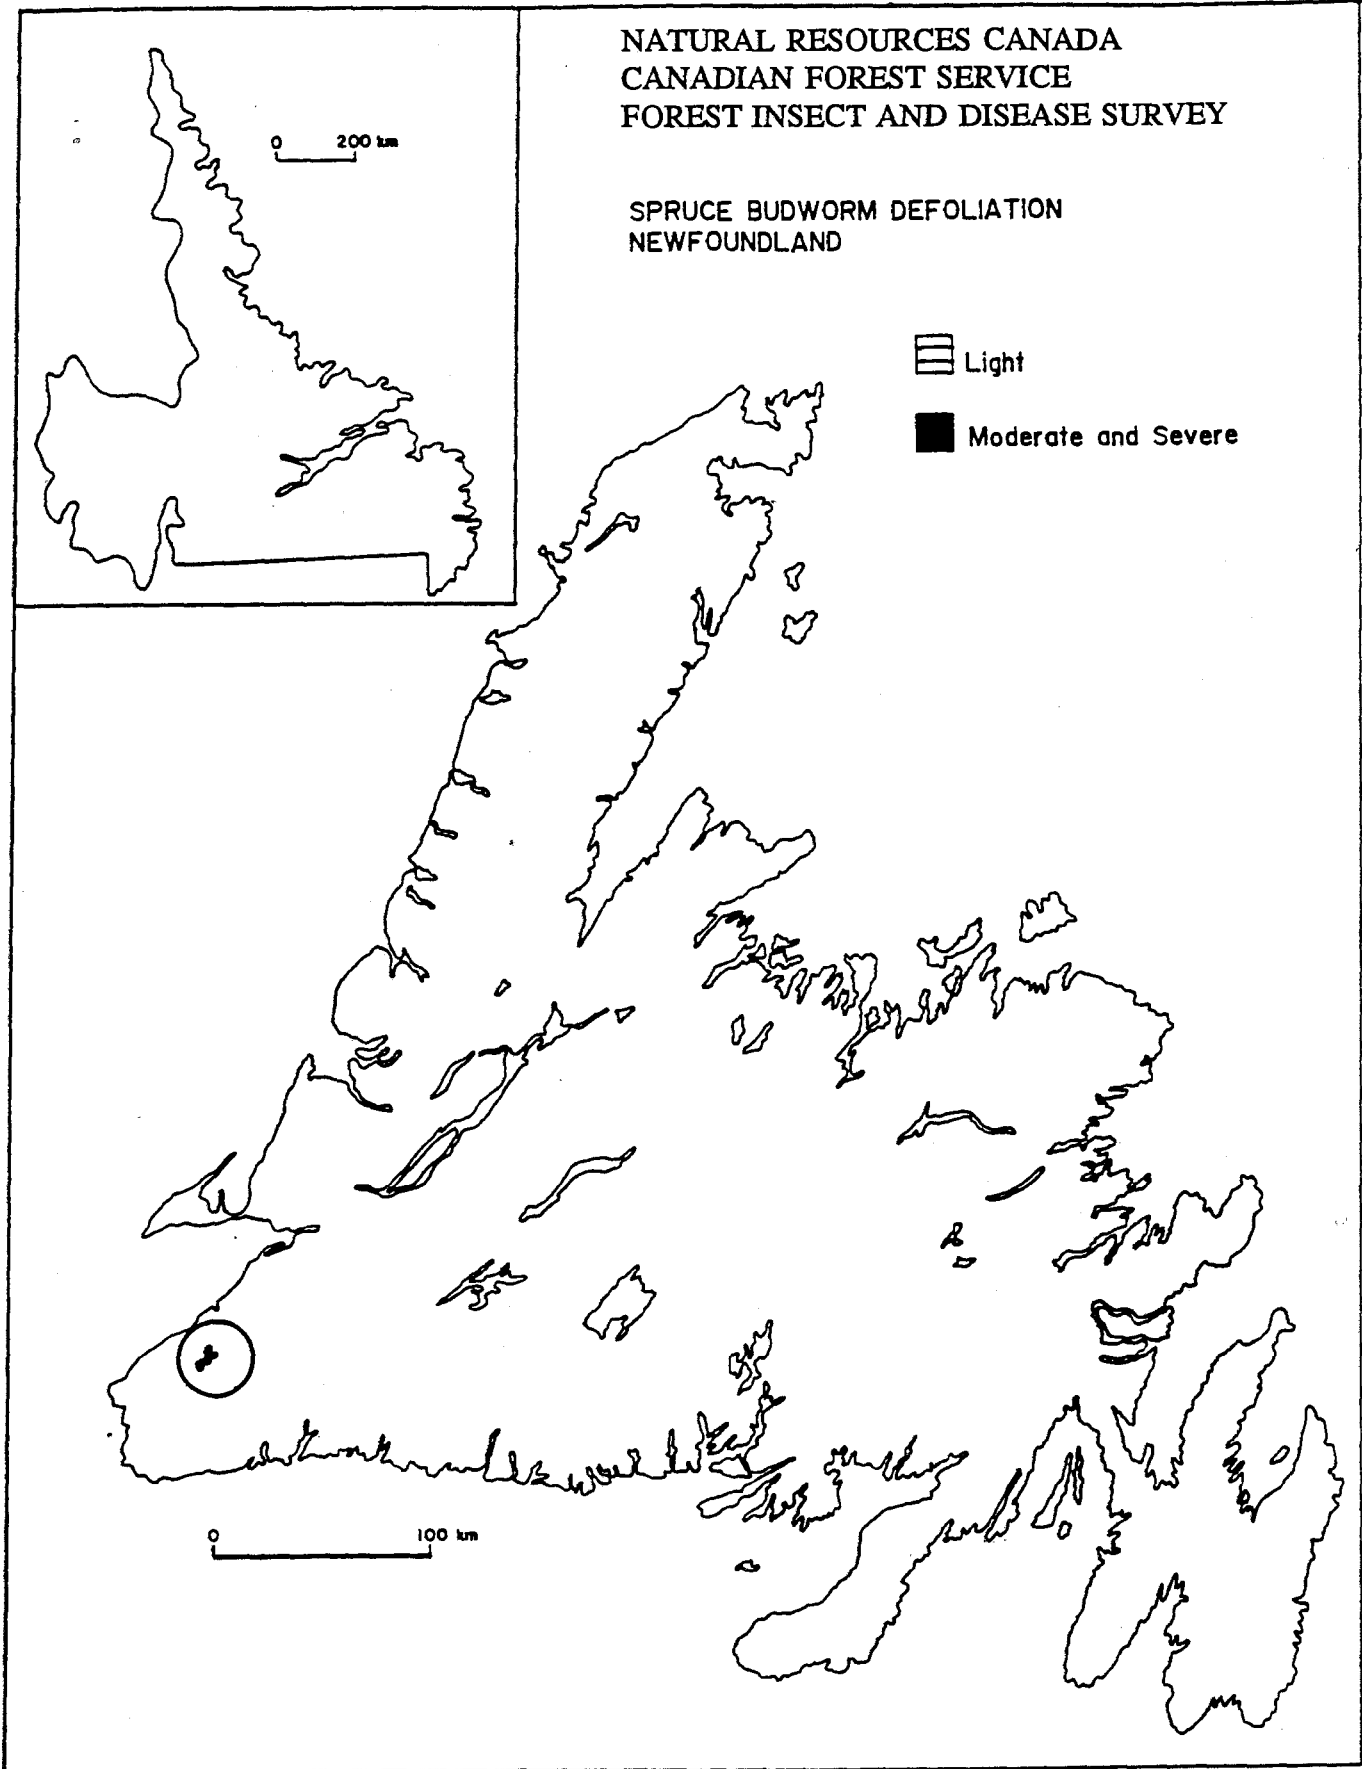 NATURAL RESOURCES CANADA
CANADIAN FOREST SERVICE
FOREST INSECT AND DISEASE SURVEY
0 200 km
SPRUCE BUDWORM DEFOLIATION
NEWFOUNDLAND
Light
Moderate and Severe
0 100 km